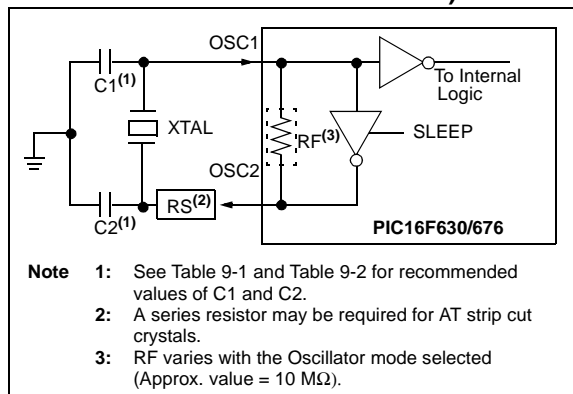 OSC1
C1(1)
To Internal
Logic
XTAL
RF(3)
SLEEP
OSC2
RS(2)
C2(1)
PIC16F630/676
Note 1: See Table 9-1 and Table 9-2 for recommended
values of C1 and C2.
2: A series resistor may be required for AT strip cut
crystals.
3: RF varies with the Oscillator mode selected
(Approx. value = 10 MΩ).